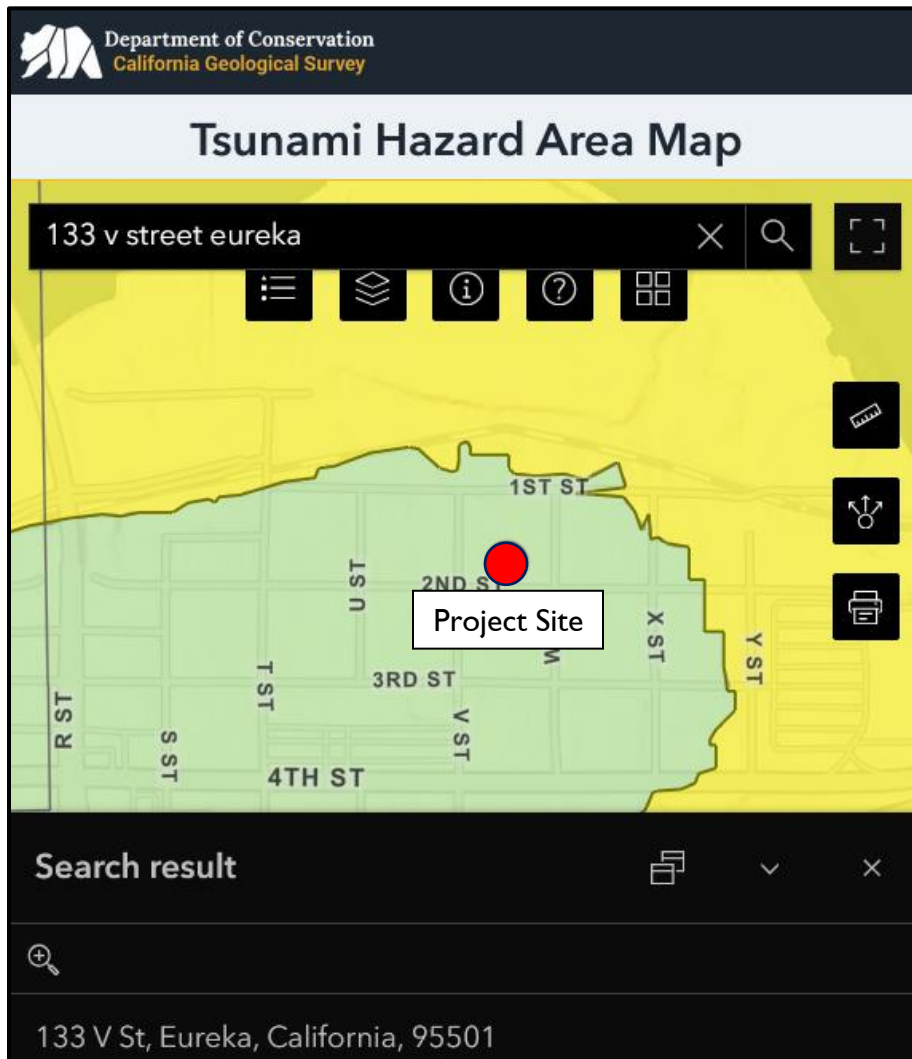 Department of Conservation
California Geological Survey
Tsunami Hazard Area Map
133 v street eureka
1ST ST
U ST
2ND ST
Project Site
W
X ST
Y ST
T ST
3RD ST
R ST
S ST
V ST
4TH ST
Search result
133 V St, Eureka, California, 95501